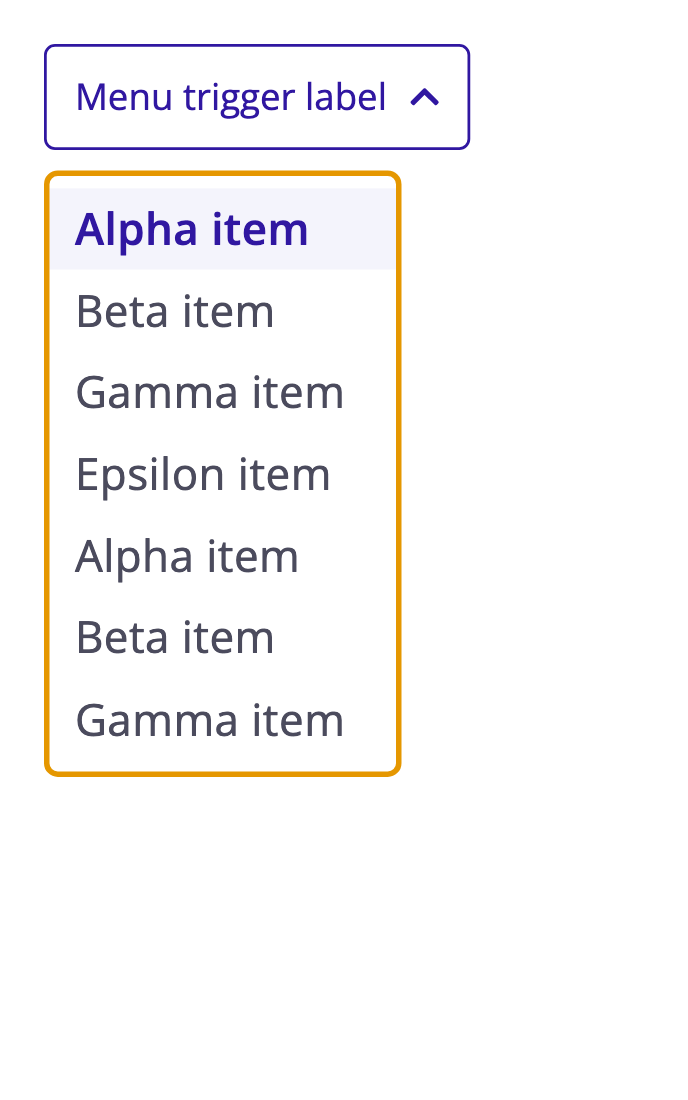 Menu trigger label
Alpha item
Beta item
Gamma item
Epsilon item
Alpha item
Beta item
Gamma item